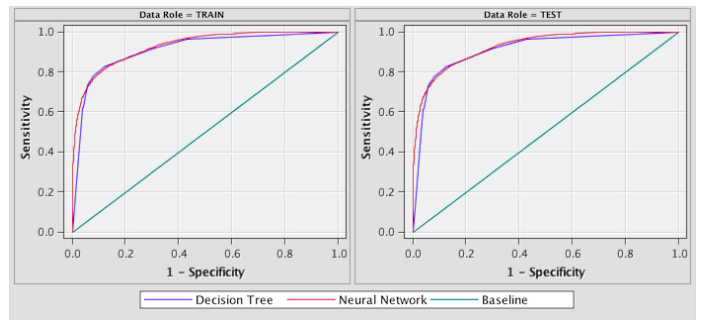 Data Role = TRAIN
1.0
0.8
0.6
0.4
0.2
0.0
Sensitivity
0.0 0.2 0.4 0.6 0.8 1.0
1 - Specificity
Data Role = TEST
1.0
0.8
0.6
0.4
0.2
0.0
Sensitivity
0.0 0.2 0.4 0.6 0.8 1.0
1 - Specificity
Decision Tree Neural Network Baseline